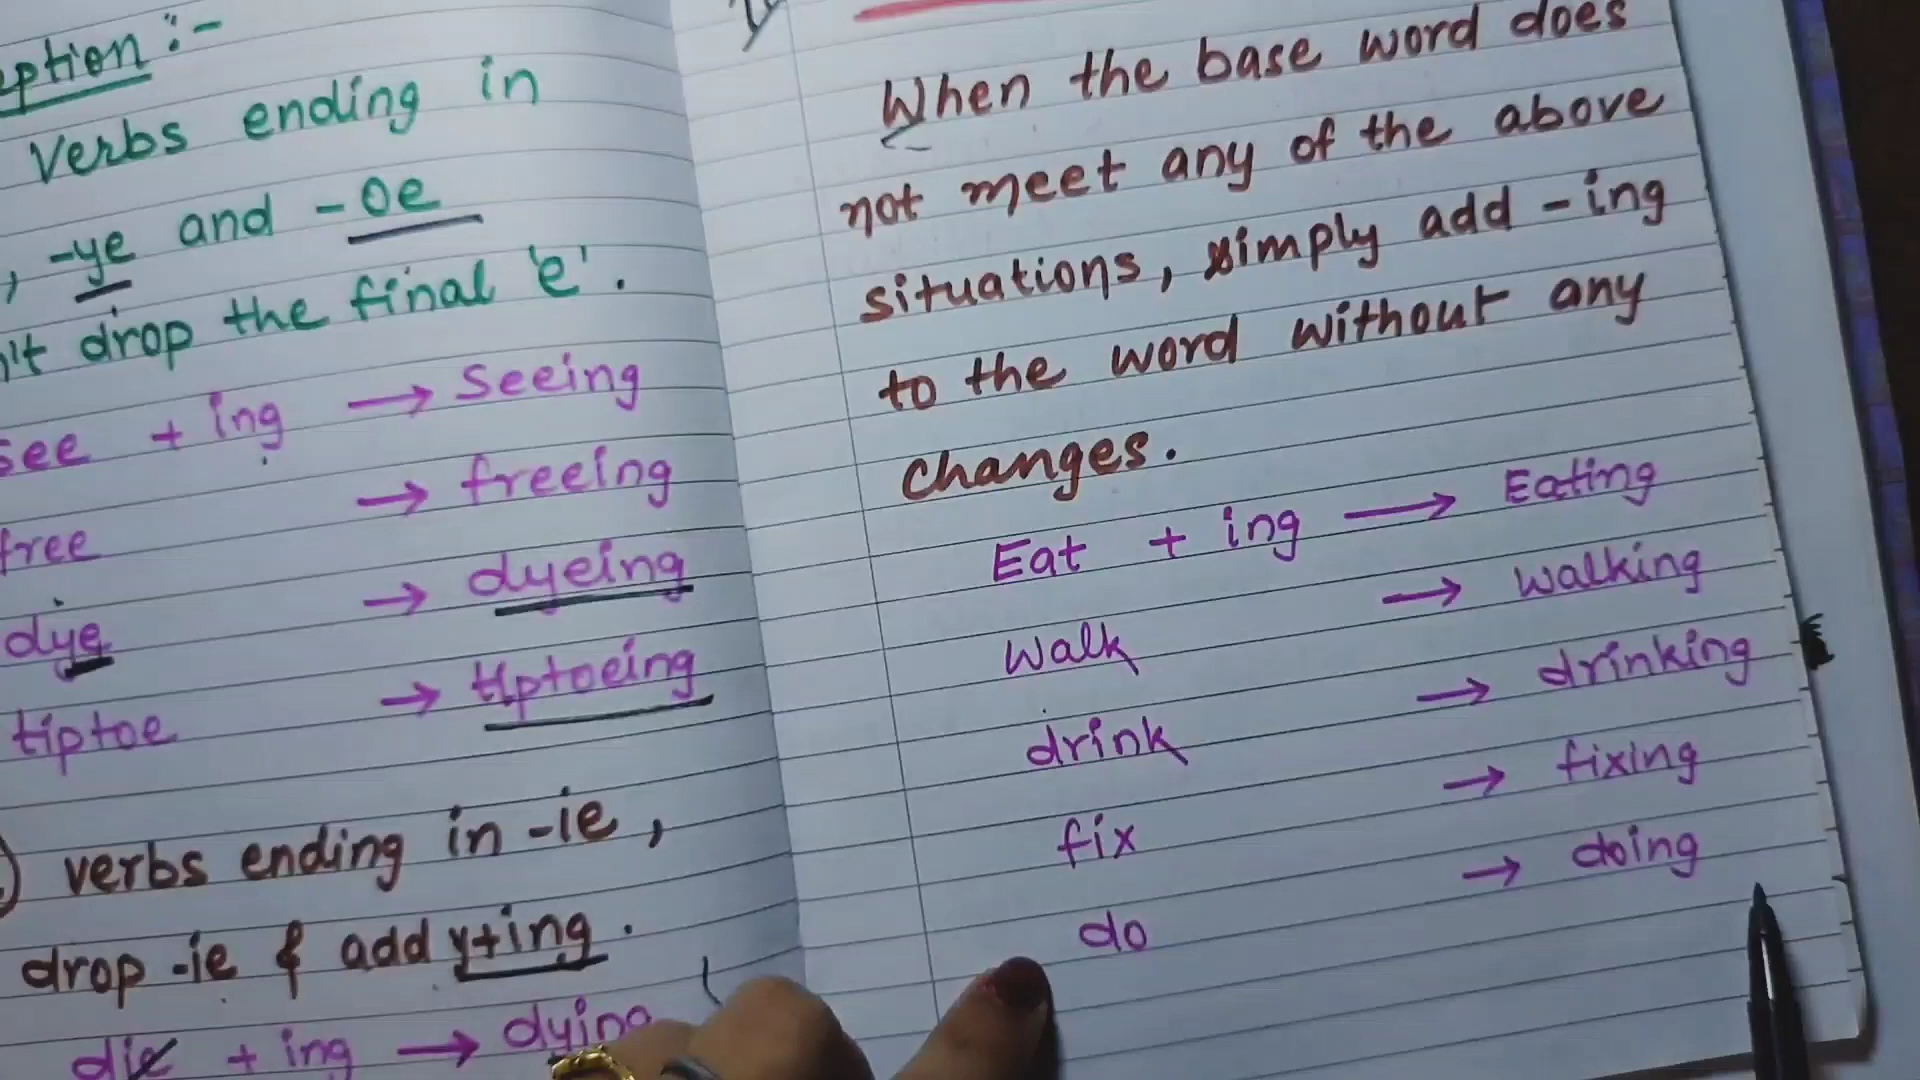 eption :-
Verbs ending in
, -ye and -oe
n't drop the final 'e'.
See + ing → Seeing
free → freeing
dye → dyeing
tiptoe → tiptoeing
) verbs ending in -ie,
drop -ie & add y+ing.
die + ing → dying
When the base word does
not meet any of the above
situations, simply add -ing
to the word without any
changes.
Eat + ing → Eating
Walk → Walking
drink → drinking
fix → fixing
do → doing